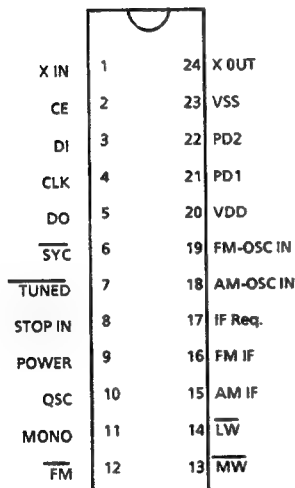 X IN 1 24 X OUT
CE 2 23 VSS
DI 3 22 PD2
CLK 4 21 PD1
DO 5 20 VDD
SYC 6 19 FM-OSC IN
TUNED 7 18 AM-OSC IN
STOP IN 8 17 IF Req.
POWER 9 16 FM IF
QSC 10 15 AM IF
MONO 11 14 LW
FM 12 13 MW